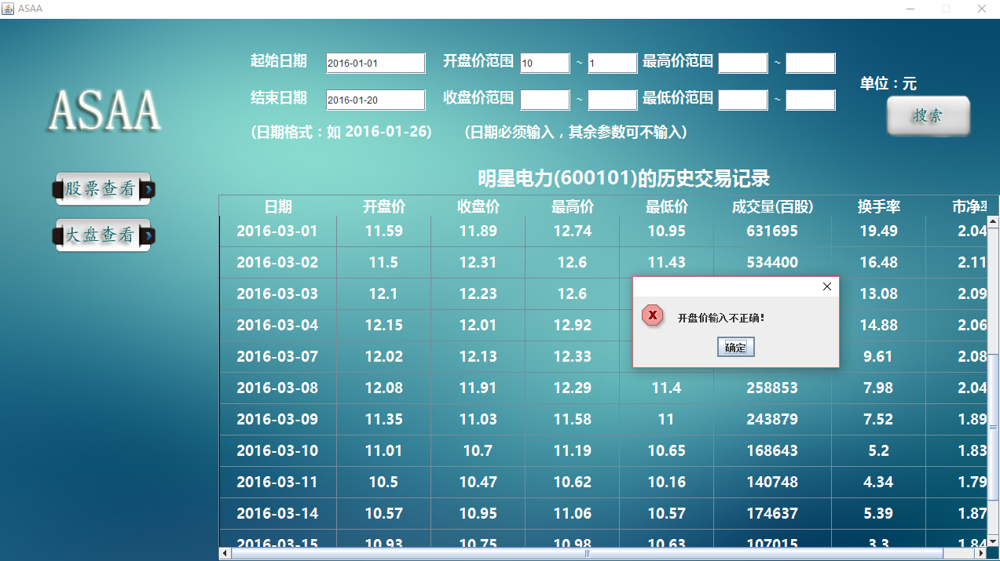 ASAA
起始日期 2016-01-01 开盘价范围 10 ~ 1 最高价范围 ~
单位：元
结束日期 2016-01-20 收盘价范围 ~ 最低价范围 ~
搜索
(日期格式：如 2016-01-26) (日期必须输入，其余参数可不输入)
ASAA
股票查看
大盘查看
明星电力(600101)的历史交易记录
日期 开盘价 收盘价 最高价 最低价 成交量(百股) 换手率 市净率
2016-03-01 11.59 11.89 12.74 10.95 631695 19.49 2.04
2016-03-02 11.5 12.31 12.6 11.43 534400 16.48 2.11
2016-03-03 12.1 12.23 12.6 13.08 2.09
2016-03-04 12.15 12.01 12.92 14.88 2.06
2016-03-07 12.02 12.13 12.33 9.61 2.08
2016-03-08 12.08 11.91 12.29 11.4 258853 7.98 2.04
2016-03-09 11.35 11.03 11.58 11 243879 7.52 1.89
2016-03-10 11.01 10.7 11.19 10.65 168643 5.2 1.83
2016-03-11 10.5 10.47 10.62 10.16 140748 4.34 1.79
2016-03-14 10.57 10.95 11.06 10.57 174637 5.39 1.87
2016-03-15 10.93 10.75 10.98 10.63 107015 3.3 1.84
开盘价输入不正确！
确定